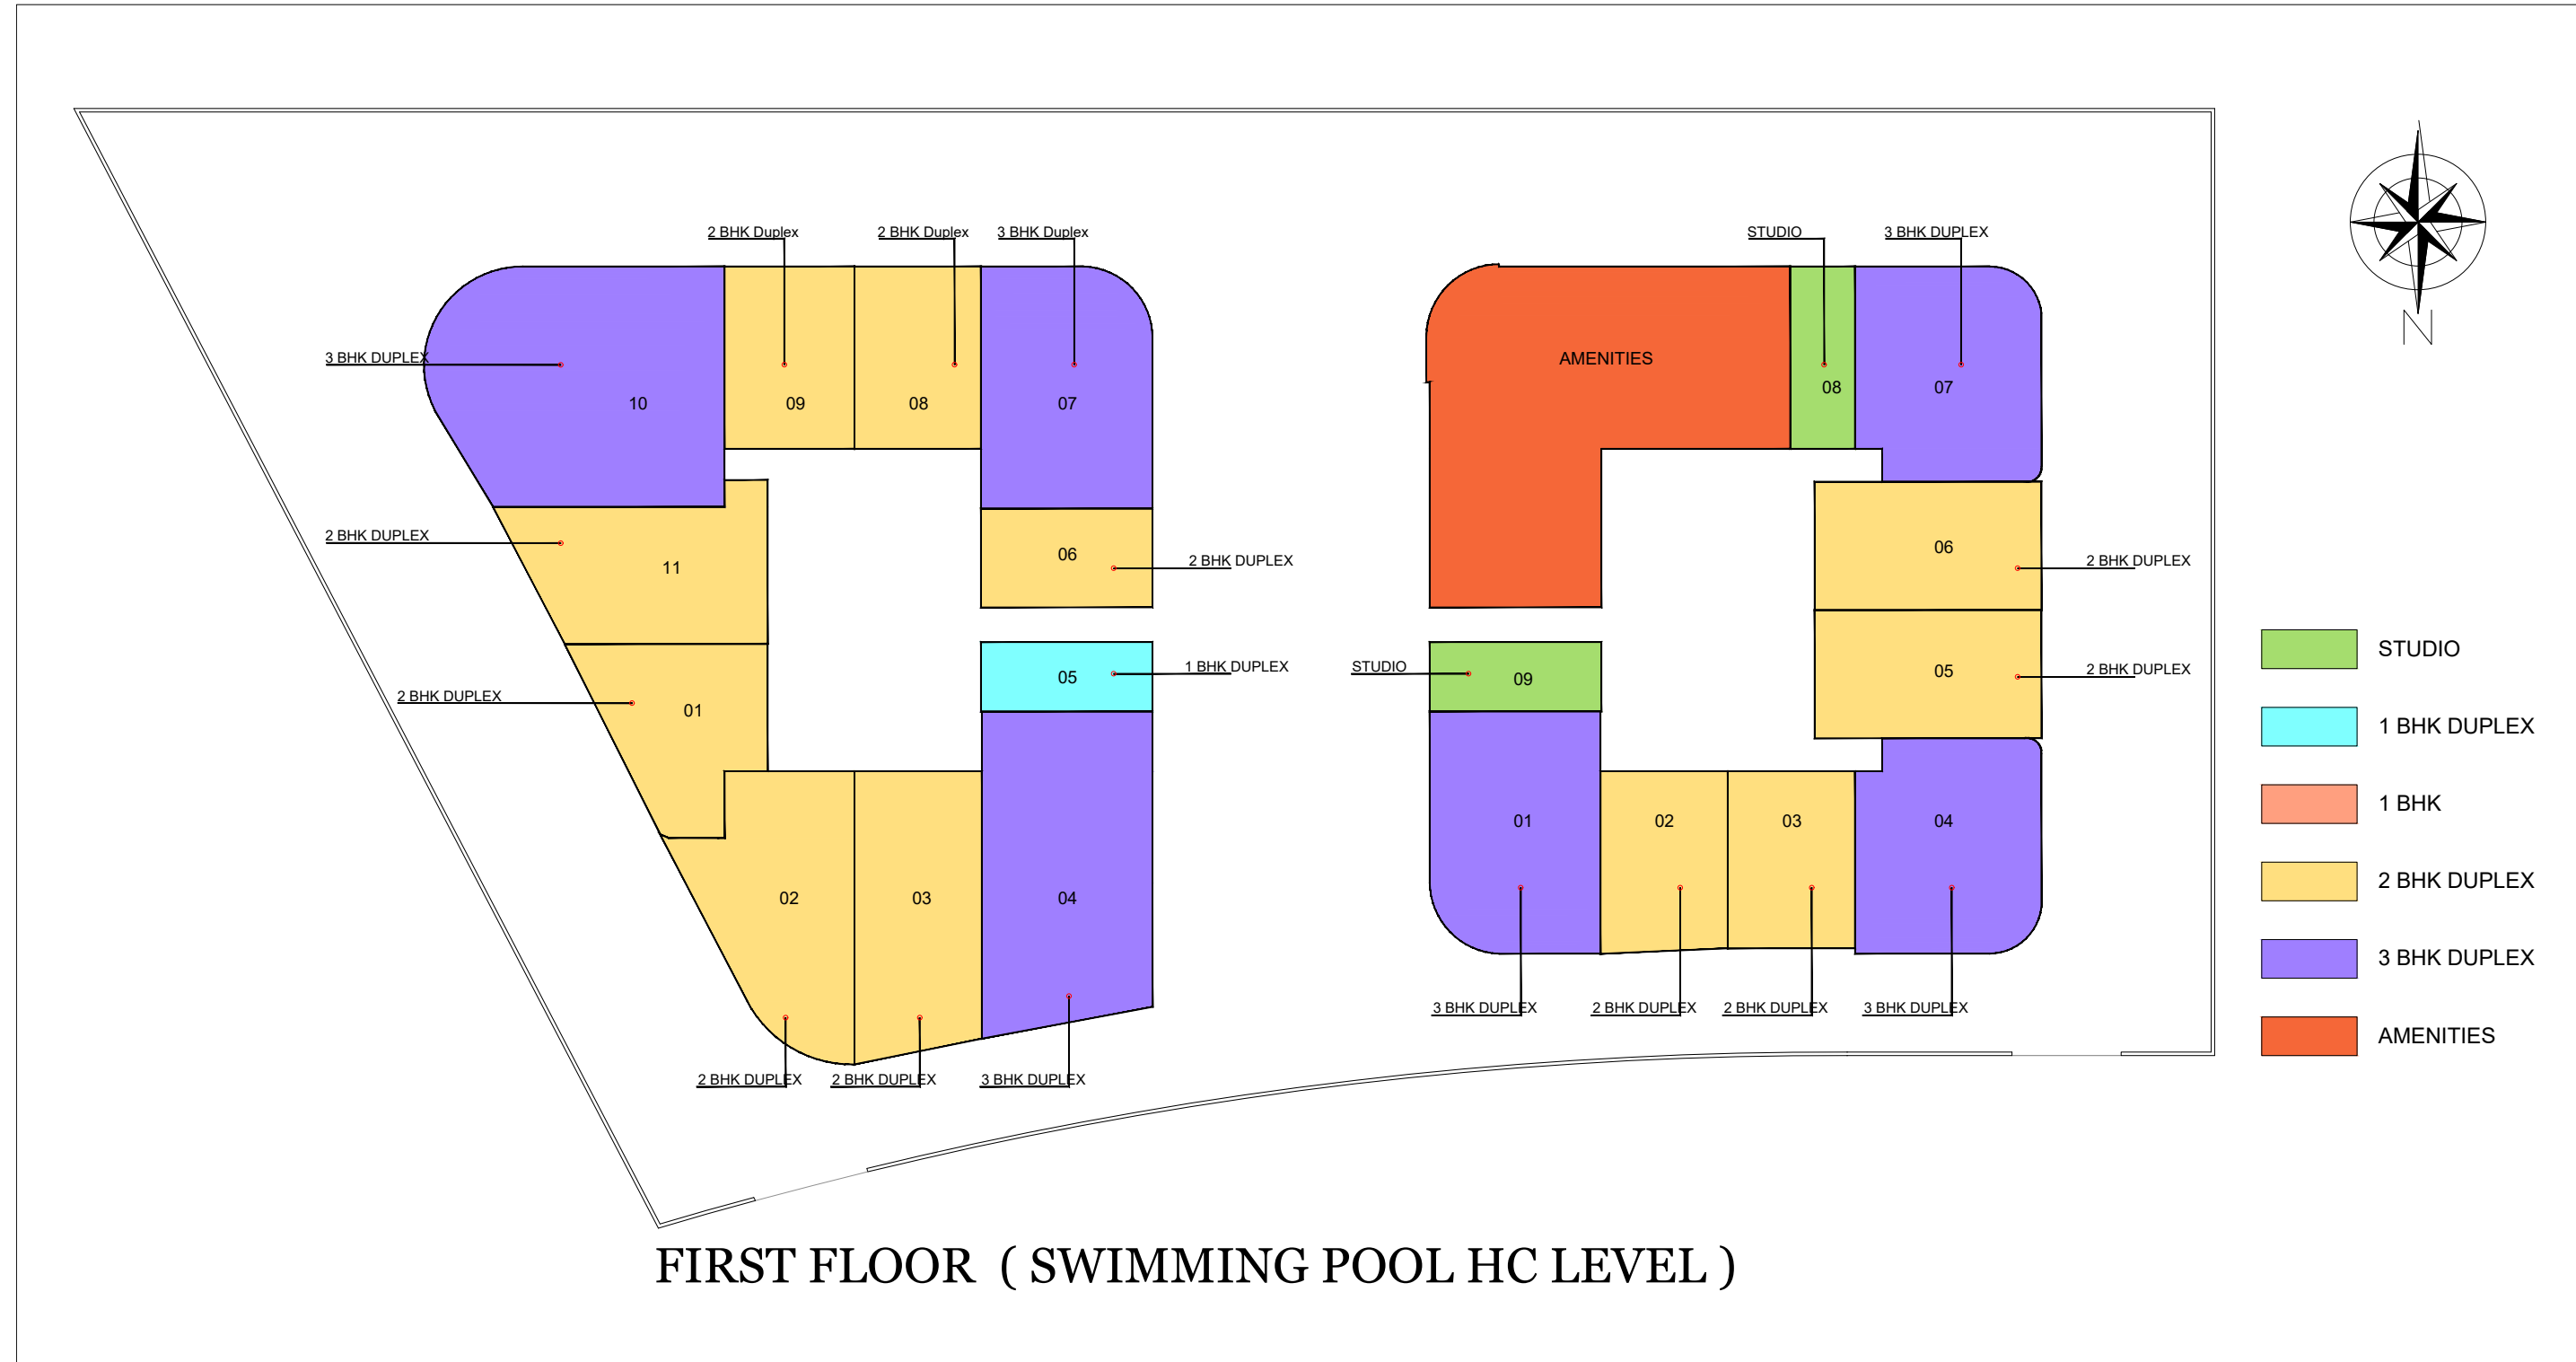 2 BHK Duplex
2 BHK Duplex
3 BHK Duplex
STUDIO
3 BHK DUPLEX
N
3 BHK DUPLEX
AMENITIES
10
09
08
07
08
07
2 BHK DUPLEX
11
06
2 BHK DUPLEX
06
2 BHK DUPLEX
2 BHK DUPLEX
01
05
1 BHK DUPLEX
STUDIO
09
05
2 BHK DUPLEX
02
03
04
01
02
03
04
3 BHK DUPLEX
2 BHK DUPLEX
2 BHK DUPLEX
3 BHK DUPLEX
2 BHK DUPLEX
2 BHK DUPLEX
3 BHK DUPLEX
STUDIO
1 BHK DUPLEX
1 BHK
2 BHK DUPLEX
3 BHK DUPLEX
AMENITIES
FIRST FLOOR ( SWIMMING POOL HC LEVEL )